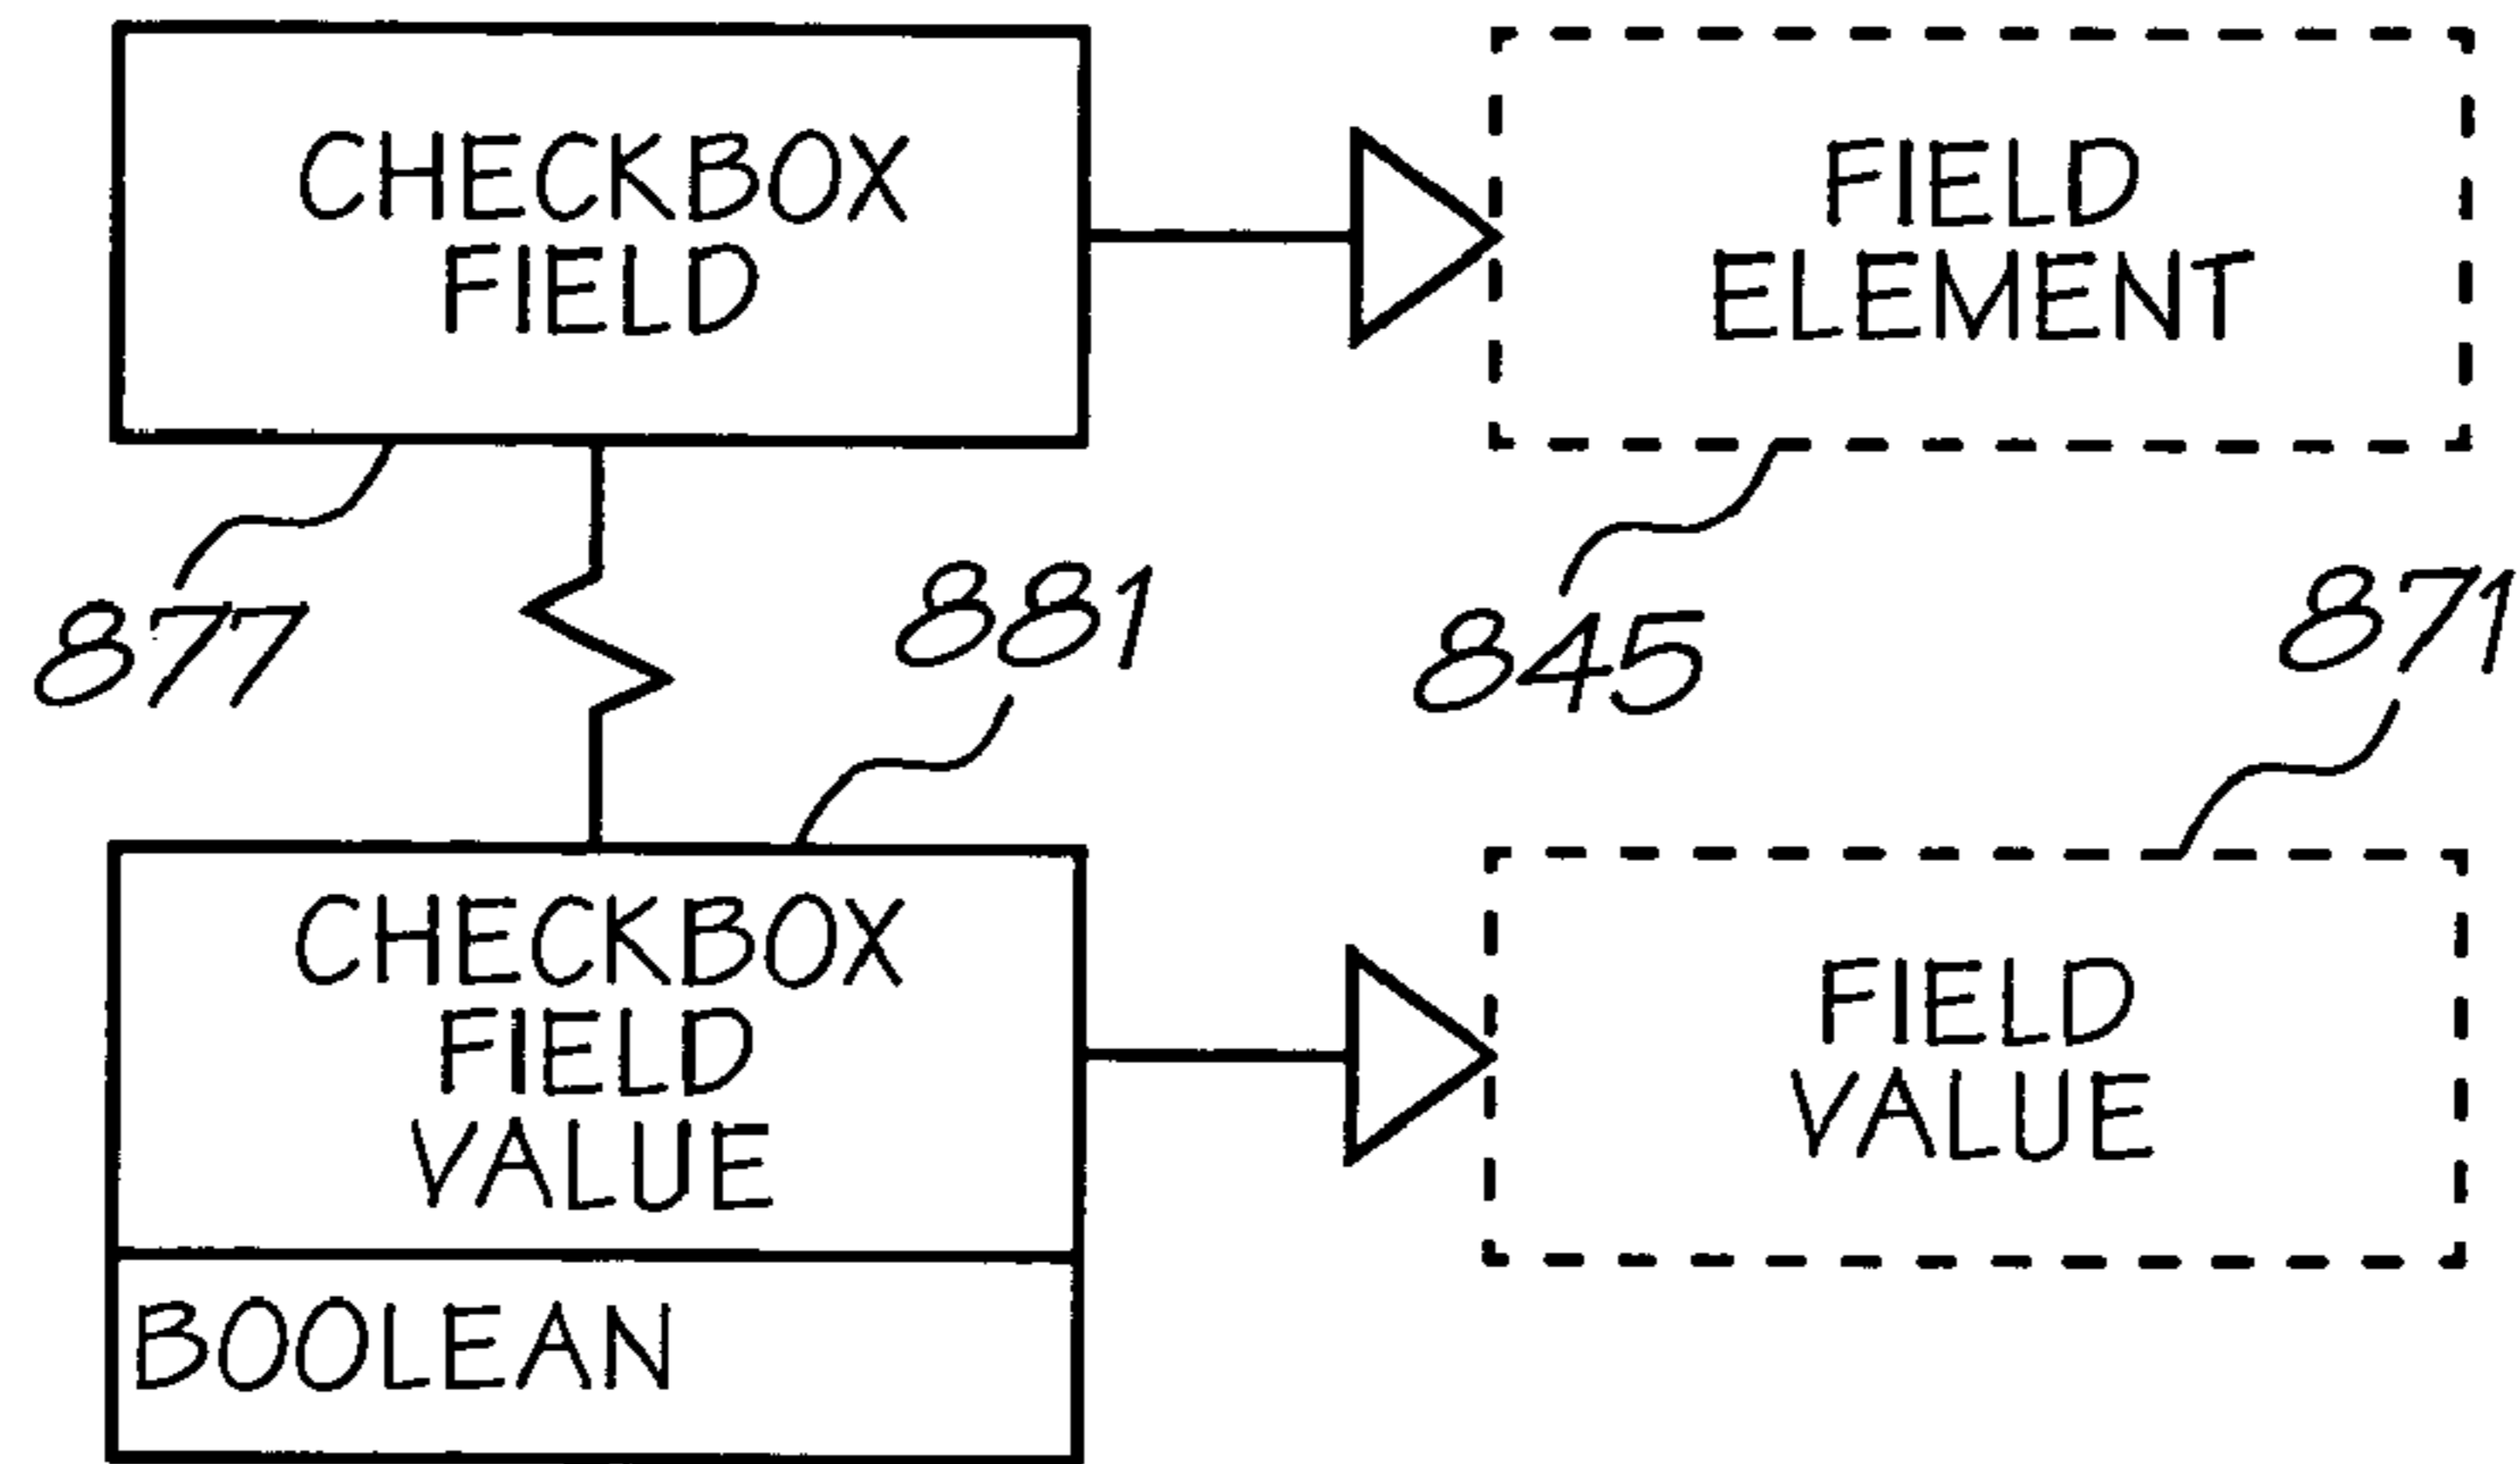 CHECKBOX
FIELD
FIELD
ELEMENT
877
881
845
871
CHECKBOX
FIELD
VALUE
BOOLEAN
FIELD
VALUE